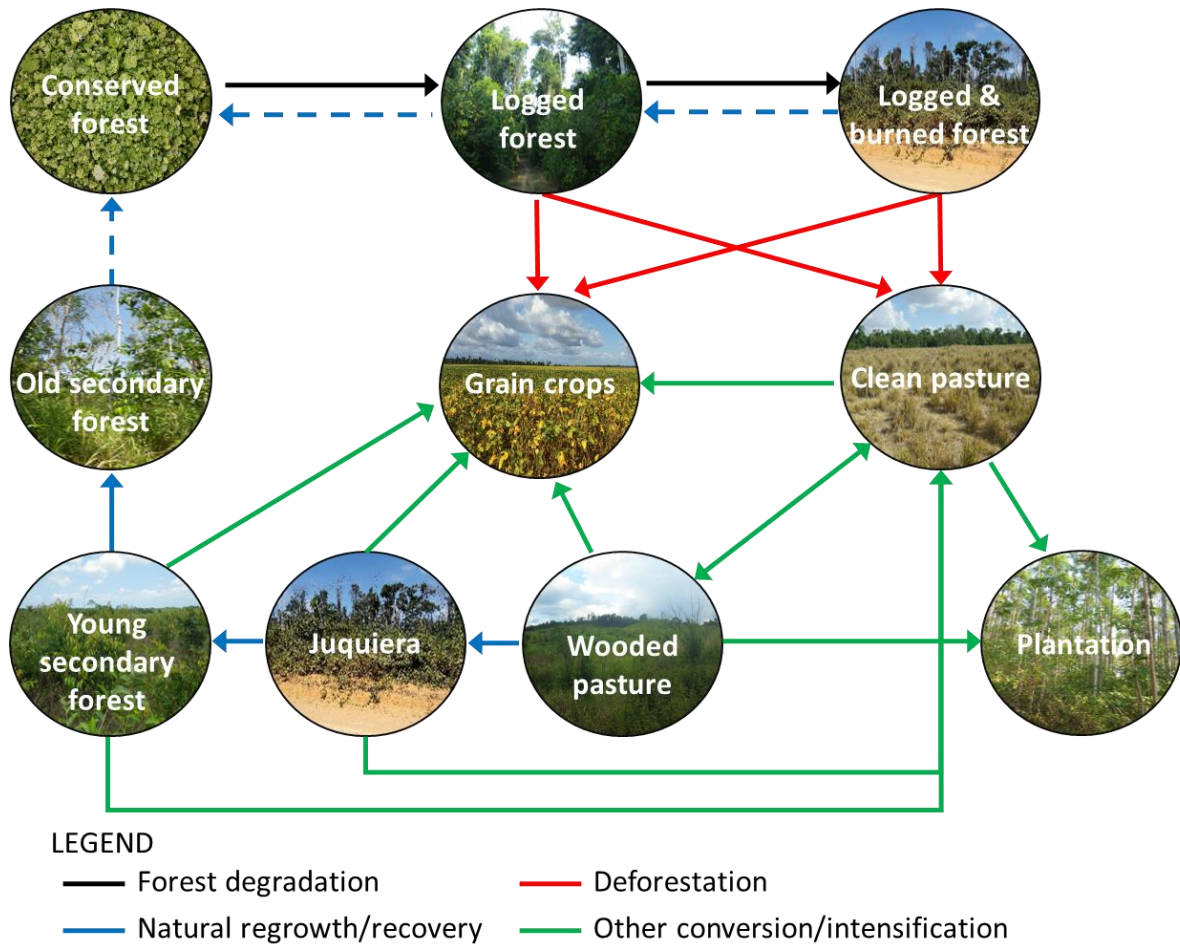 Conserved
forest
Logged
forest
Logged &
burned forest
Old secondary
forest
Grain crops
Clean pasture
Young
secondary
forest
Juquiera
Wooded
pasture
Plantation
LEGEND
Forest degradation
Deforestation
Natural regrowth/recovery
Other conversion/intensification